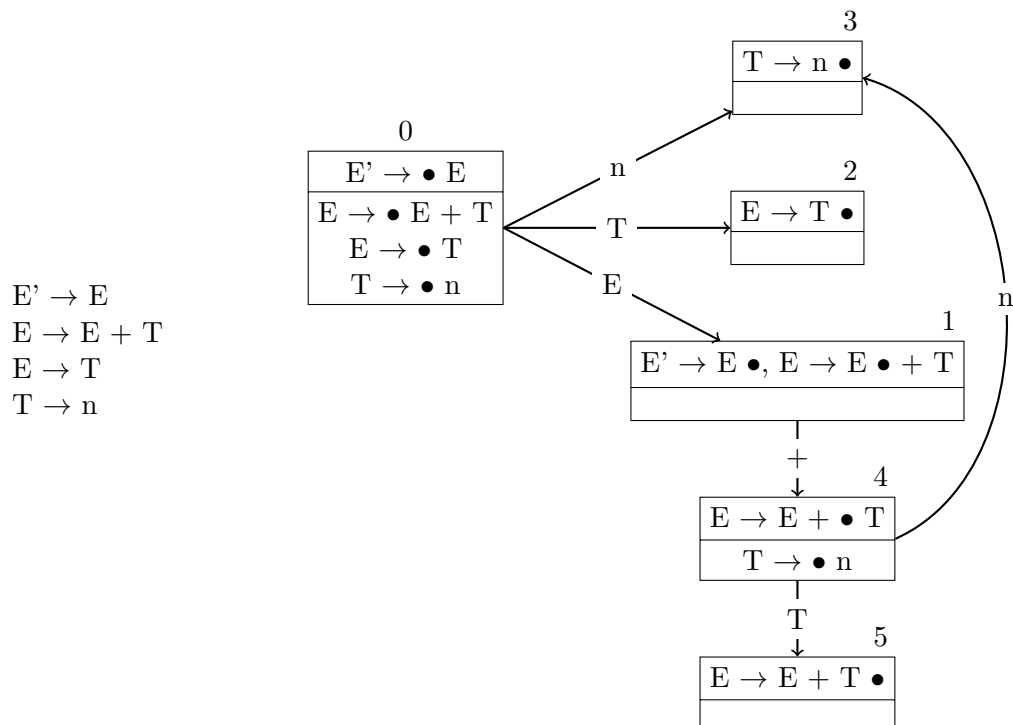 E' → E
E → E + T
E → T
T → n
0
E' → • E
E → • E + T
E → • T
T → • n
n
T
E
3
T → n •
2
E → T •
1
E' → E •, E → E • + T
+
n
4
E → E + • T
T → • n
T
5
E → E + T •